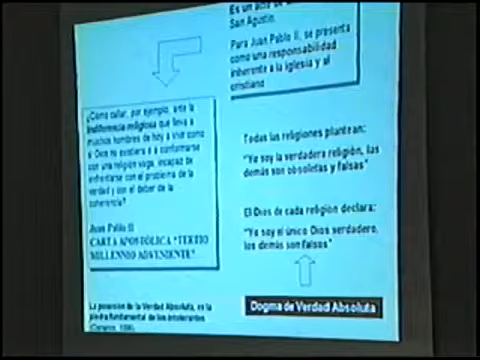 Es un acto de
San Agustín.
Para Juan Pablo II, se presenta
como una responsabilidad
inherente a la iglesia y al
cristiano
¿Cómo callar, por ejemplo, ante la
indiferencia religiosa que lleva a
muchos hombres de hoy a vivir como
si Dios no existiera o a conformarse
con una religión vaga, incapaz de
enfrentarse con el problema de la
verdad y con el deber de la
coherencia?
Juan Pablo II
CARTA APOSTÓLICA "TERTIO
MILLENNIO ADVENIENTE"
La posición de la Verdad Absoluta, es la
piedra fundamental de los intolerantes
Todas las religiones plantean:
"Yo soy la verdadera religión, las
demás son obsoletas y falsas"
El Dios de cada religión declara:
"Yo soy el único Dios verdadero,
los demás son falsos"
Dogma de Verdad Absoluta